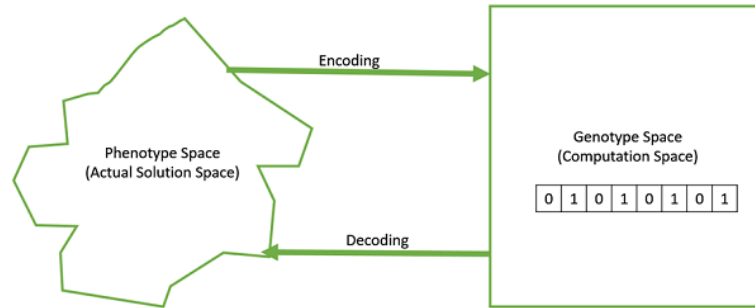 Encoding
Phenotype Space
(Actual Solution Space)
Genotype Space
(Computation Space)
0 1 0 1 0 1 0 1
Decoding